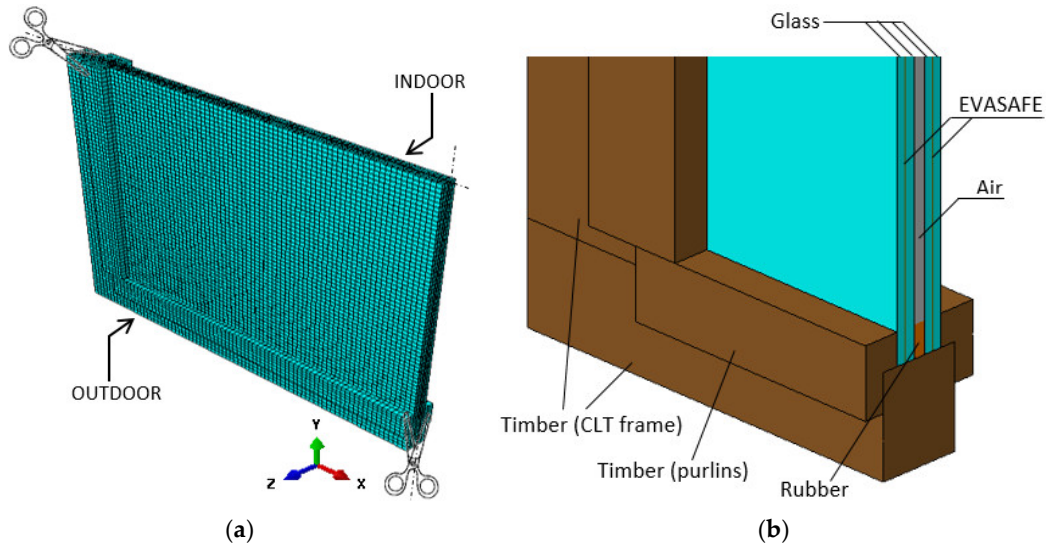 INDOOR
OUTDOOR
Y
Z
X
(a)
Glass
EVASAFE
Air
Timber (CLT frame)
Timber (purlins)
Rubber
(b)